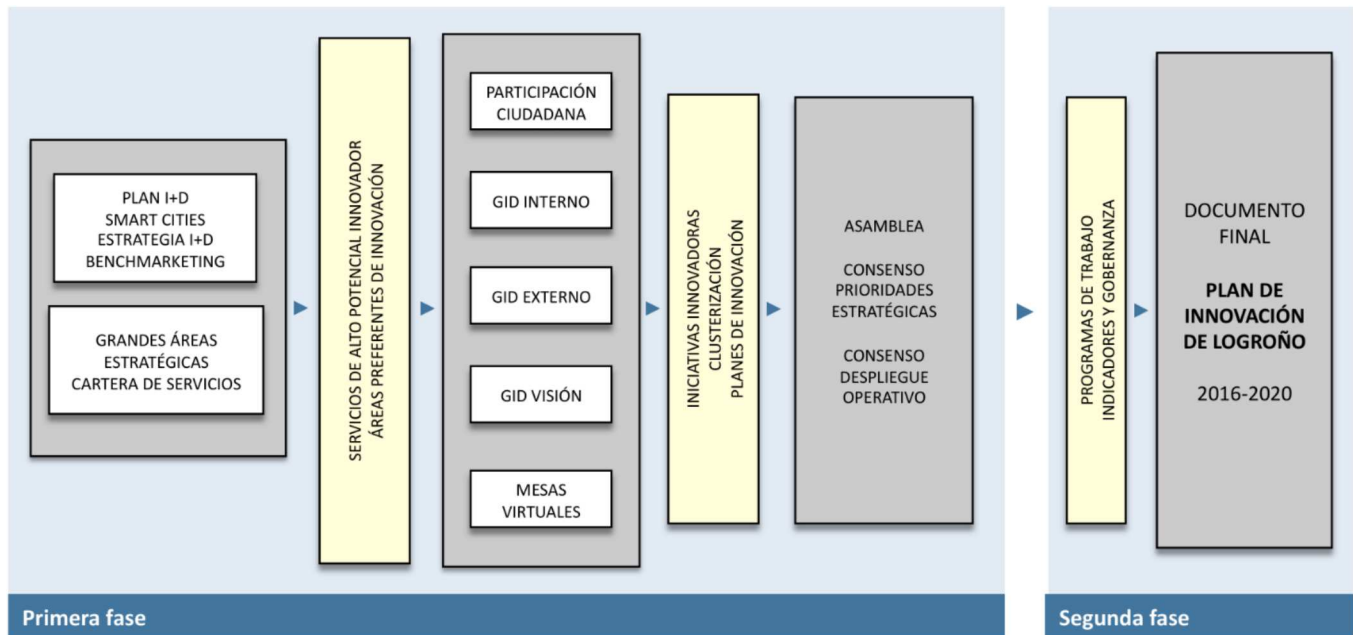 PLAN I+D
SMART CITIES
ESTRATEGIA I+D
BENCHMARKETING
GRANDES ÁREAS
ESTRATÉGICAS
CARTERA DE SERVICIOS
SERVICIOS DE ALTO POTENCIAL INNOVADOR
ÁREAS PREFERENTES DE INNOVACIÓN
PARTICIPACIÓN
CIUDADANA
GID INTERNO
GID EXTERNO
GID VISIÓN
MESAS
VIRTUALES
INICIATIVAS INNOVADORAS
CLUSTERIZACIÓN
PLANES DE INNOVACIÓN
ASAMBLEA
CONSENSO
PRIORIDADES
ESTRATÉGICAS
CONSENSO
DESPLIEGUE
OPERATIVO
Primera fase
PROGRAMAS DE TRABAJO
INDICADORES Y GOBERNANZA
DOCUMENTO
FINAL
PLAN DE
INNOVACIÓN
DE LOGROÑO
2016-2020
Segunda fase